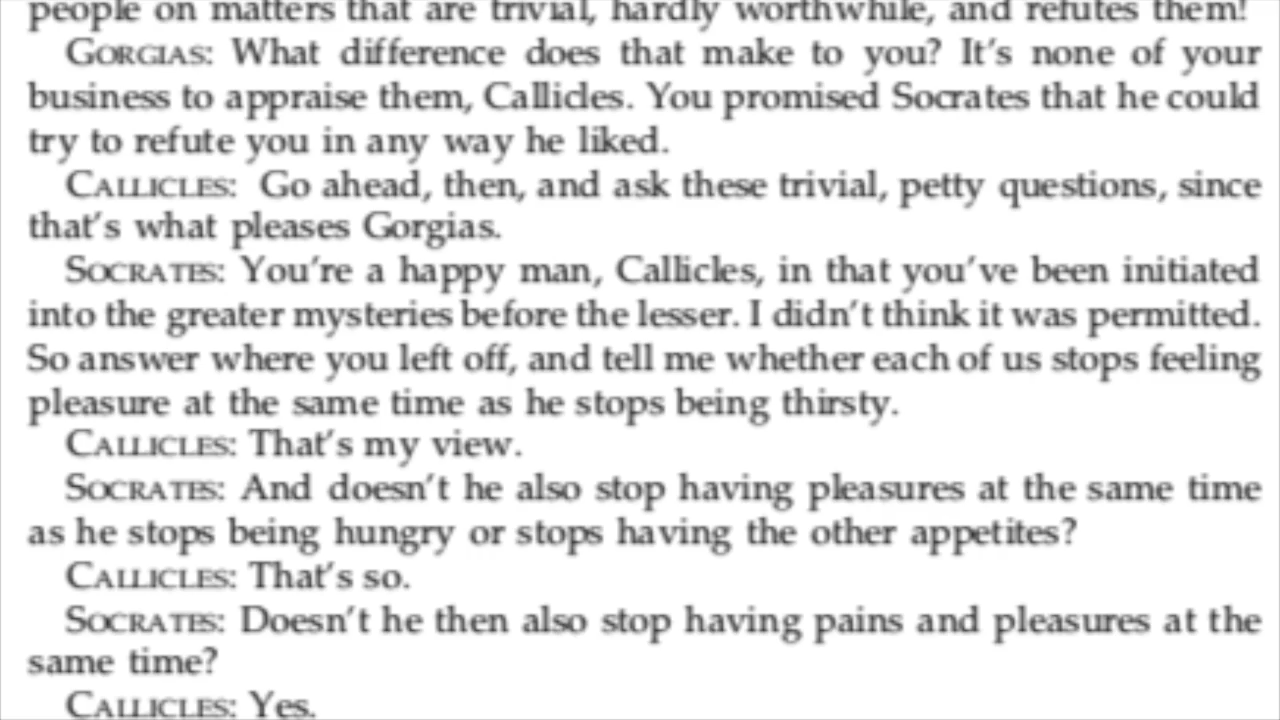 people on matters that are trivial, hardly worthwhile, and refutes them!
GORGIAS: What difference does that make to you? It's none of your
business to appraise them, Callicles. You promised Socrates that he could
try to refute you in any way he liked.
CALLICLES: Go ahead, then, and ask these trivial, petty questions, since
that's what pleases Gorgias.
SOCRATES: You're a happy man, Callicles, in that you've been initiated
into the greater mysteries before the lesser. I didn't think it was permitted.
So answer where you left off, and tell me whether each of us stops feeling
pleasure at the same time as he stops being thirsty.
CALLICLES: That's my view.
SOCRATES: And doesn't he also stop having pleasures at the same time
as he stops being hungry or stops having the other appetites?
CALLICLES: That's so.
SOCRATES: Doesn't he then also stop having pains and pleasures at the
same time?
CALLICLES: Yes.